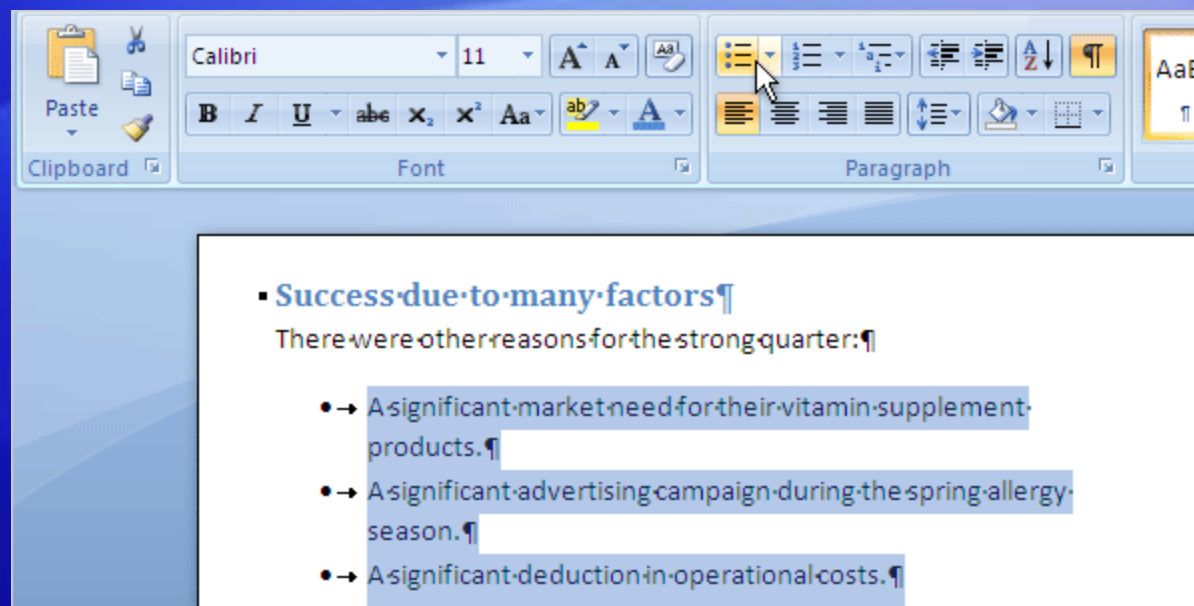 Calibri 11
Paste
AaB
Clipboard Font Paragraph
Success due to many factors¶
There were other reasons for the strong quarter:¶
A significant market need for their vitamin supplement
products.¶
A significant advertising campaign during the spring allergy
season.¶
A significant deduction in operational costs.¶